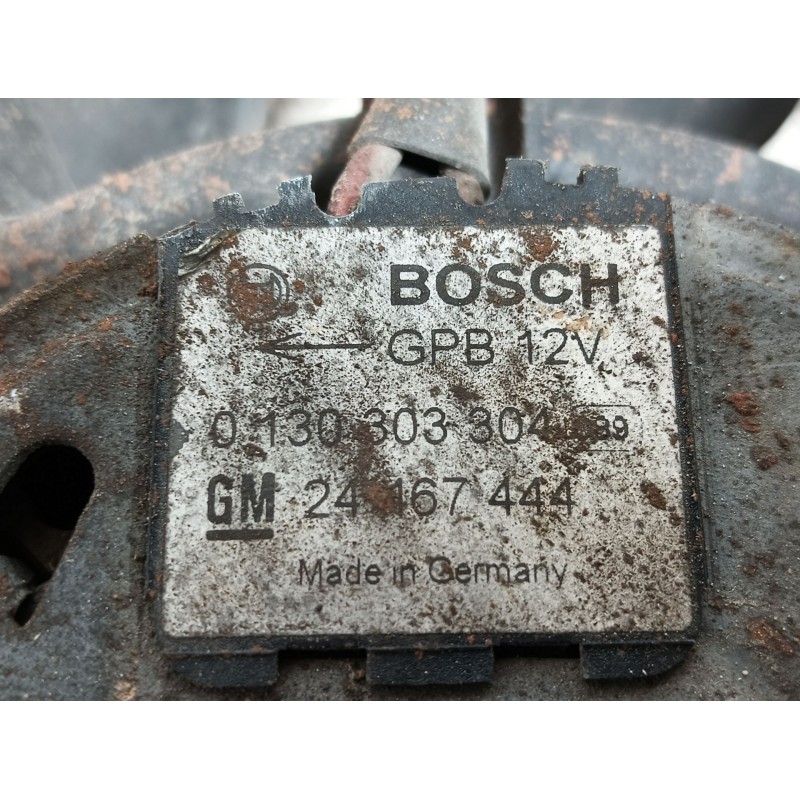 BOSCH
GPB 12V
0 130 303 304
GM 24 167 444
Made in Germany